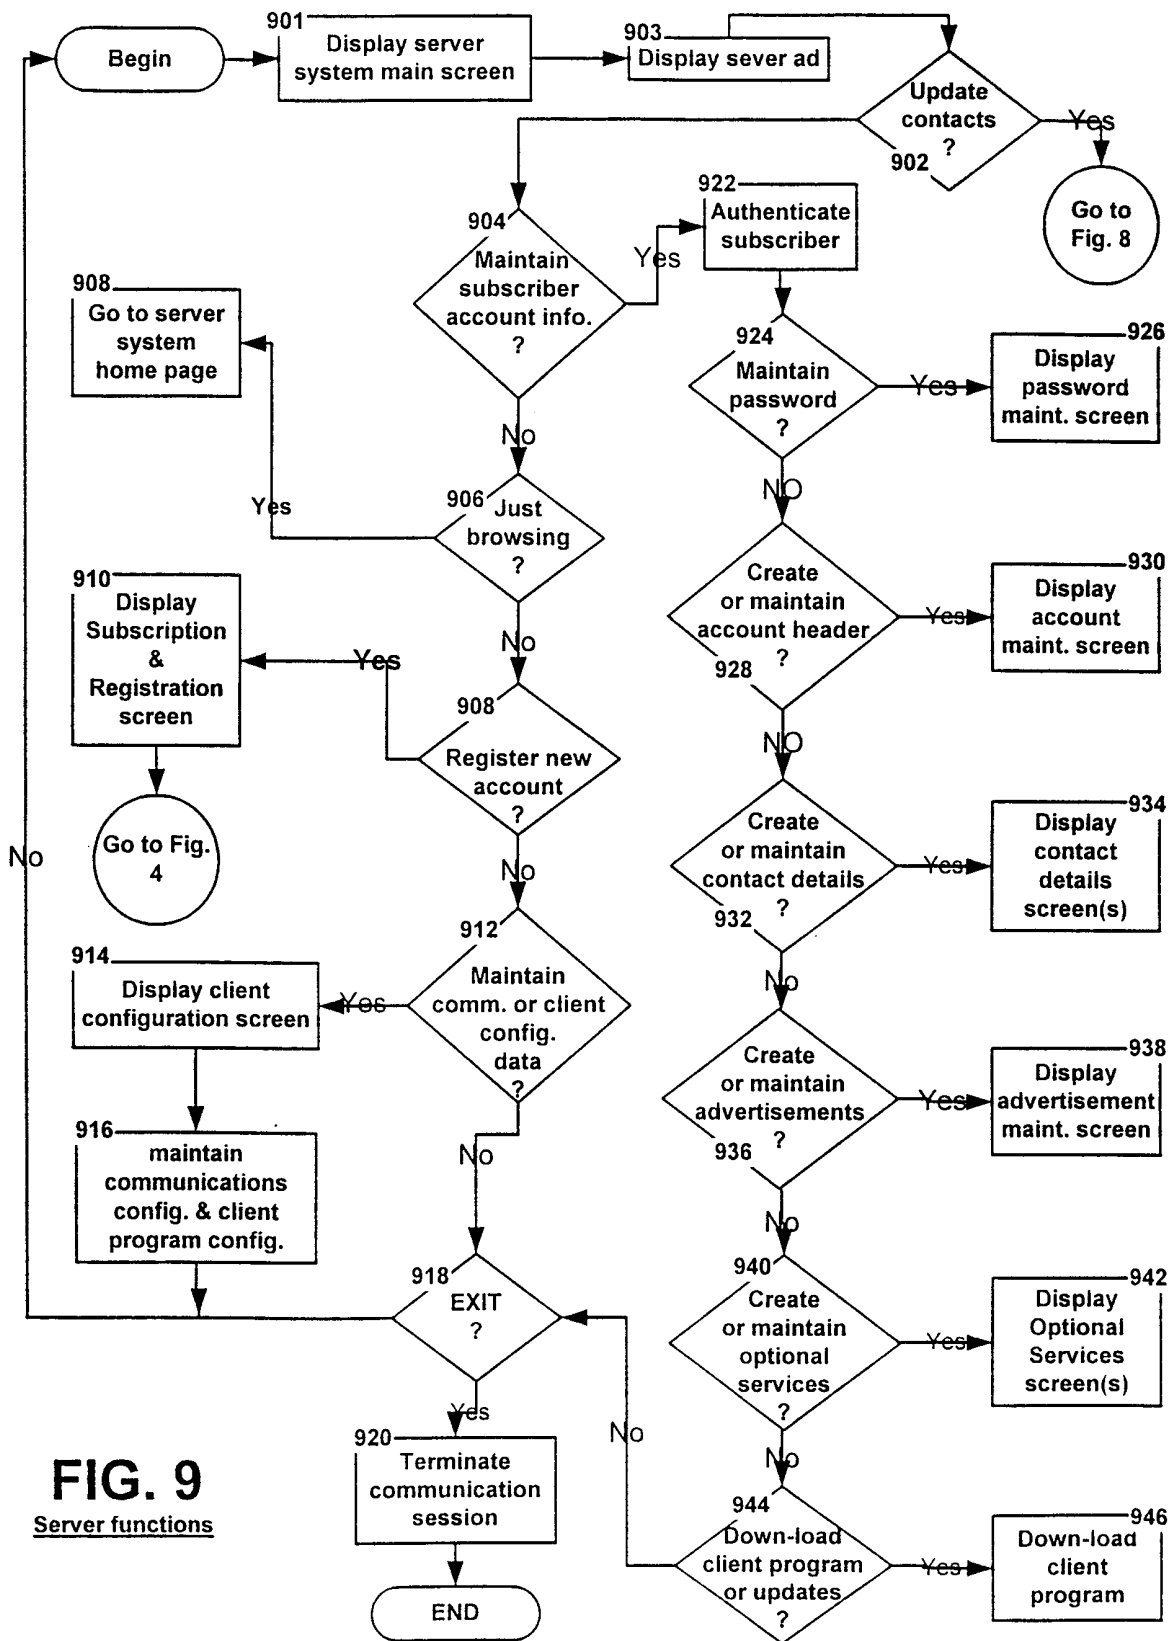 Begin
901
Display server
system main screen
903
Display sever ad
Update
contacts
?
902
Yes
Go to
Fig. 8
904
Maintain
subscriber
account info.
?
Yes
922
Authenticate
subscriber
908
Go to server
system
home page
924
Maintain
password
?
Yes
926
Display
password
maint. screen
No
906
Just
browsing
?
Yes
NO
Create
or maintain
account header
928
?
Yes
930
Display
account
maint. screen
No
910
Display
Subscription
&
Registration
screen
Yes
908
Register new
account
?
NO
Go to Fig.
4
No
No
Create
or maintain
contact details
932
?
Yes
934
Display
contact
details
screen(s)
912
Maintain
comm. or client
config.
data
?
Yes
914
Display client
configuration screen
No
916
maintain
communications
config. & client
program config.
No
Create
or maintain
advertisements
936
?
Yes
938
Display
advertisement
maint. screen
No
918
EXIT
?
Yes
940
Create
or maintain
optional
services
?
Yes
942
Display
Optional
Services
screen(s)
920
Terminate
communication
session
No
No
END
944
Down-load
client program
or updates
?
Yes
946
Down-load
client
program
FIG. 9
Server functions